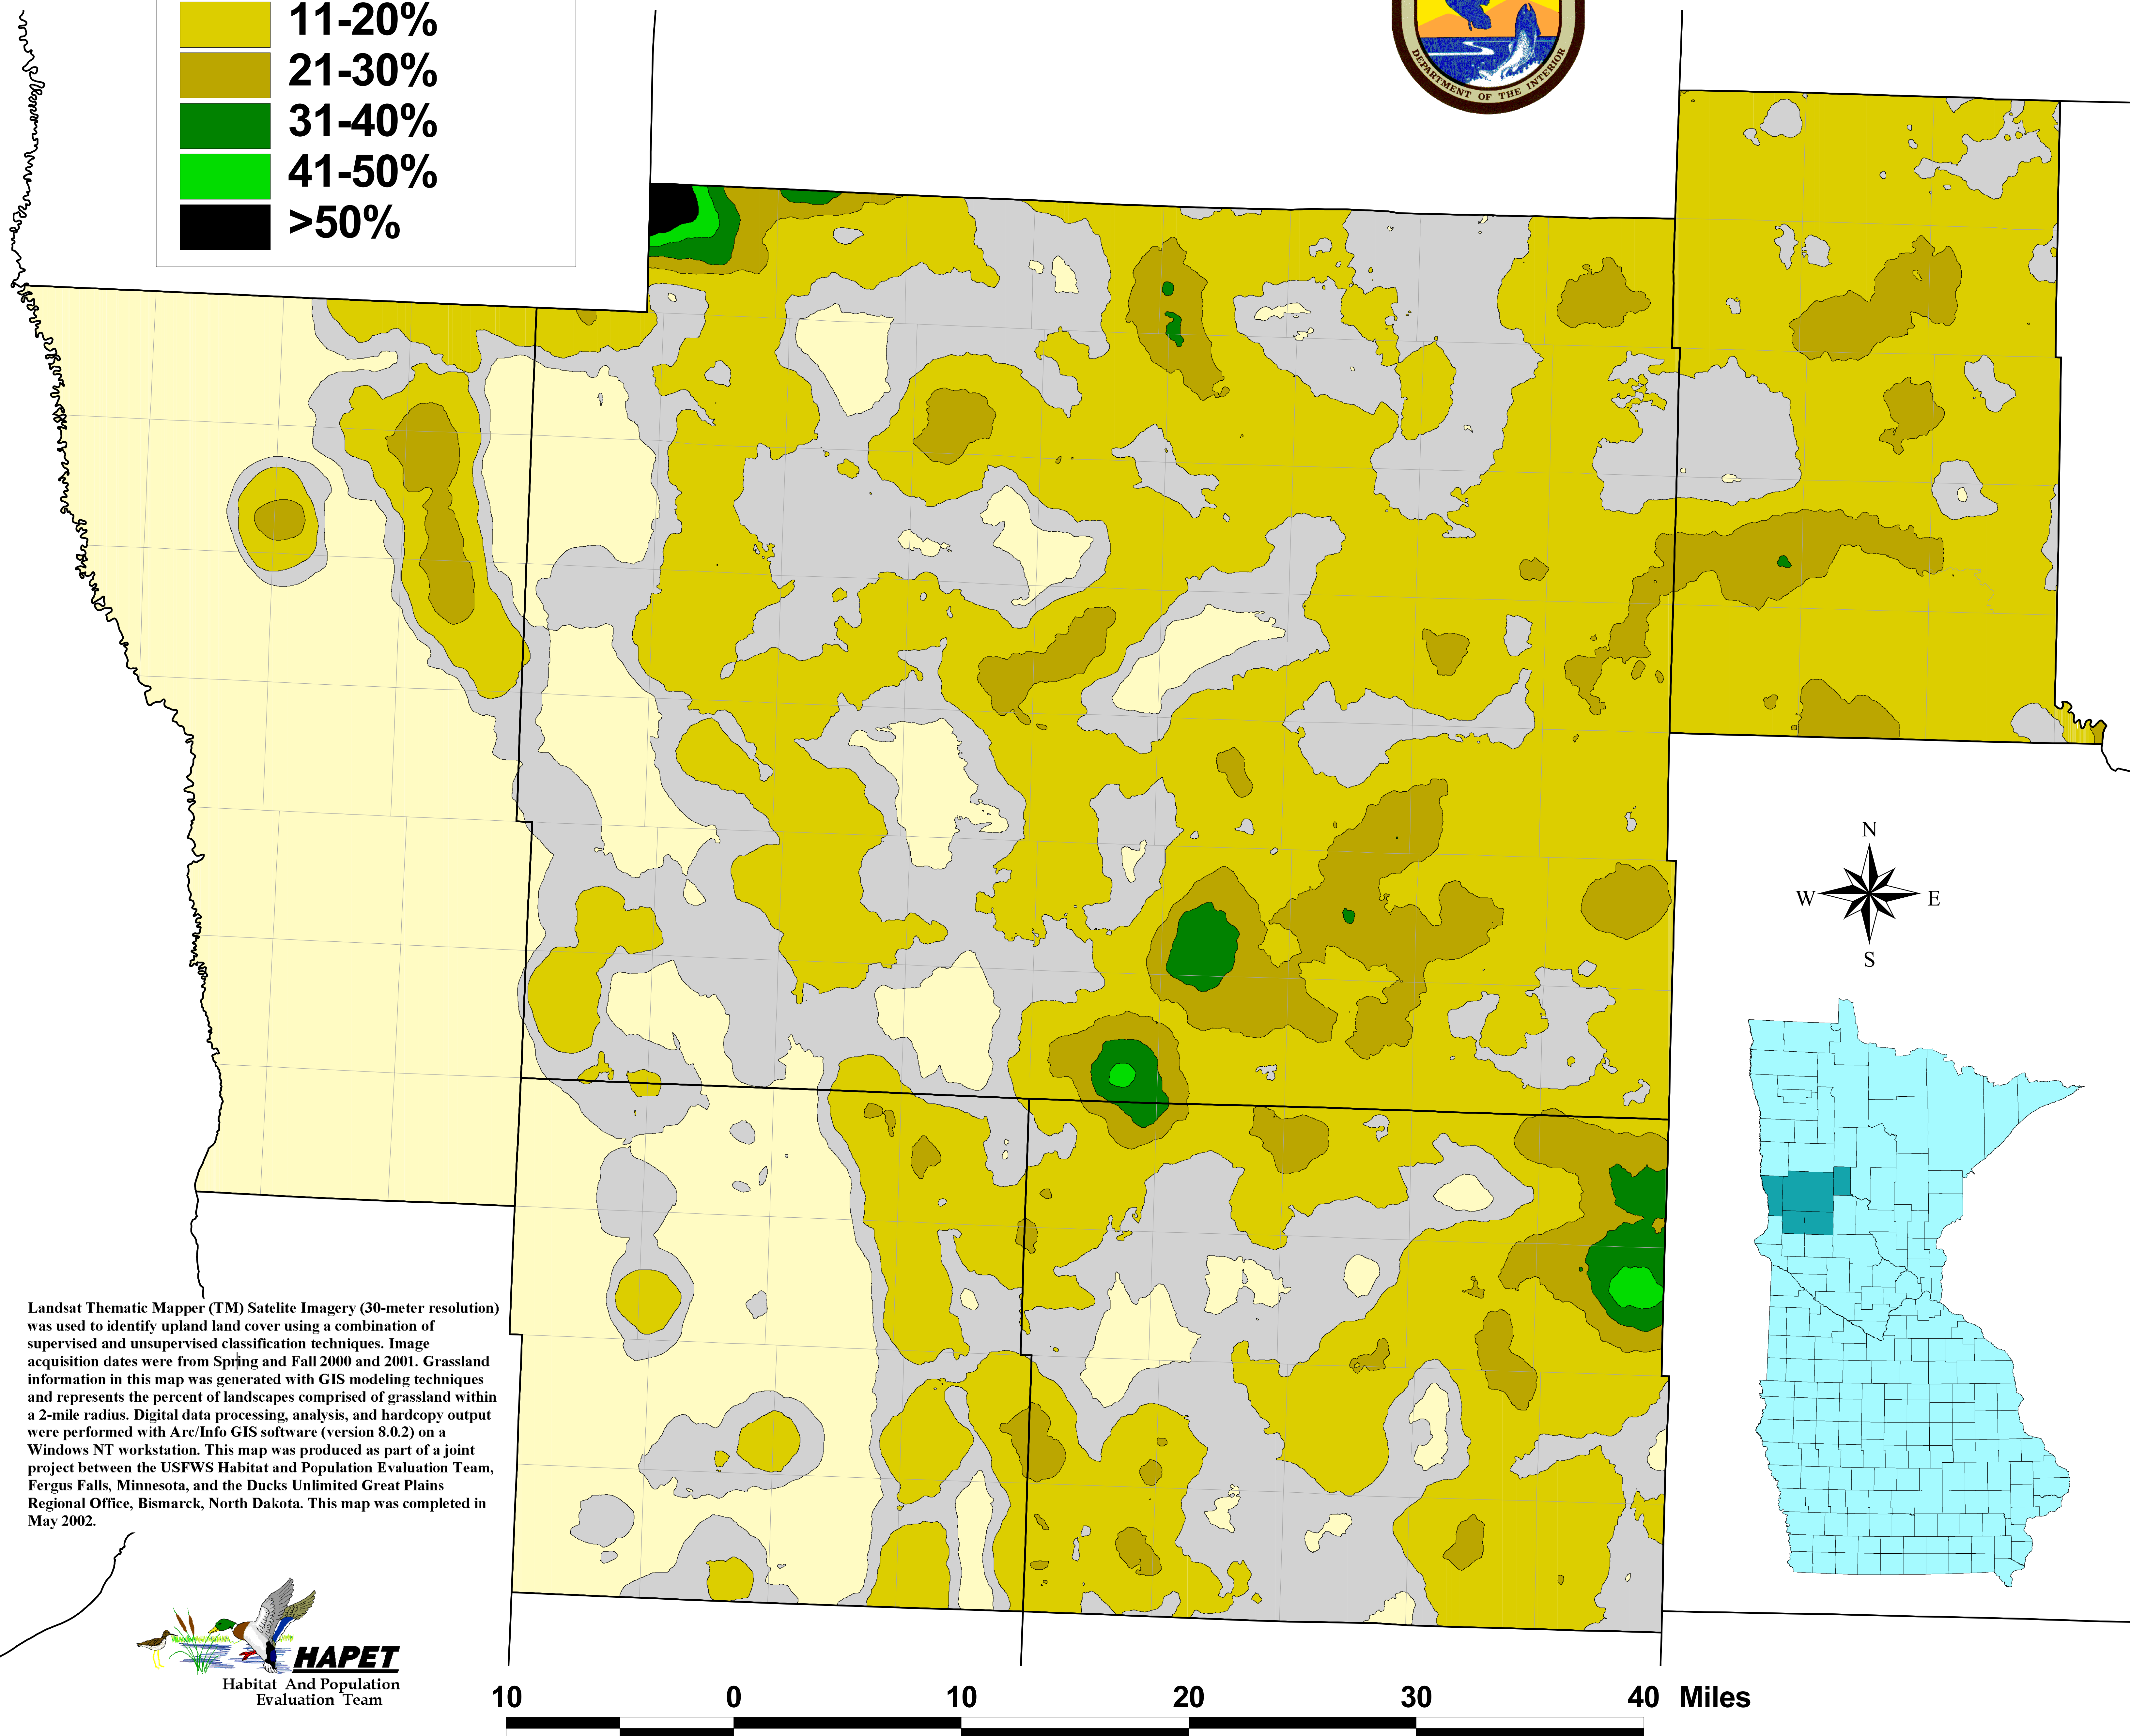 11-20%
21-30%
31-40%
41-50%
>50%
DEPARTMENT OF THE INTERIOR
N
W
E
S
Landsat Thematic Mapper (TM) Satelite Imagery (30-meter resolution)
was used to identify upland land cover using a combination of
supervised and unsupervised classification techniques. Image
acquisition dates were from Spring and Fall 2000 and 2001. Grassland
information in this map was generated with GIS modeling techniques
and represents the percent of landscapes comprised of grassland within
a 2-mile radius. Digital data processing, analysis, and hardcopy output
were performed with Arc/Info GIS software (version 8.0.2) on a
Windows NT workstation. This map was produced as part of a joint
project between the USFWS Habitat and Population Evaluation Team,
Fergus Falls, Minnesota, and the Ducks Unlimited Great Plains
Regional Office, Bismarck, North Dakota. This map was completed in
May 2002.
HAPET
Habitat And Population
Evaluation Team
10 0 10 20 30 40 Miles